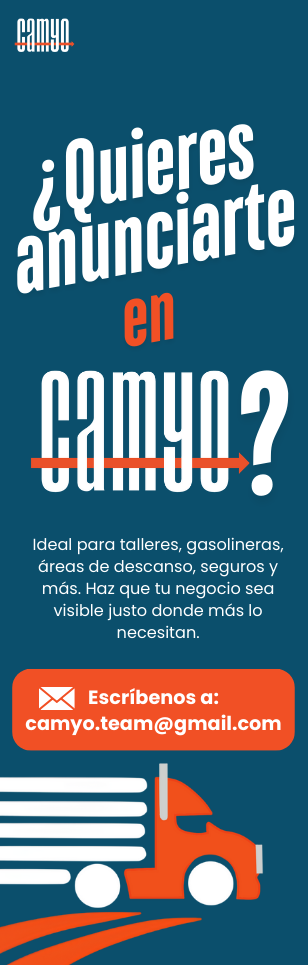 camyo
¿Quieres
anunciarte
en
camyo?
Ideal para talleres, gasolineras,
áreas de descanso, seguros y
más. Haz que tu negocio sea
visible justo donde más lo
necesitan.
Escríbenos a:
camyo.team@gmail.com